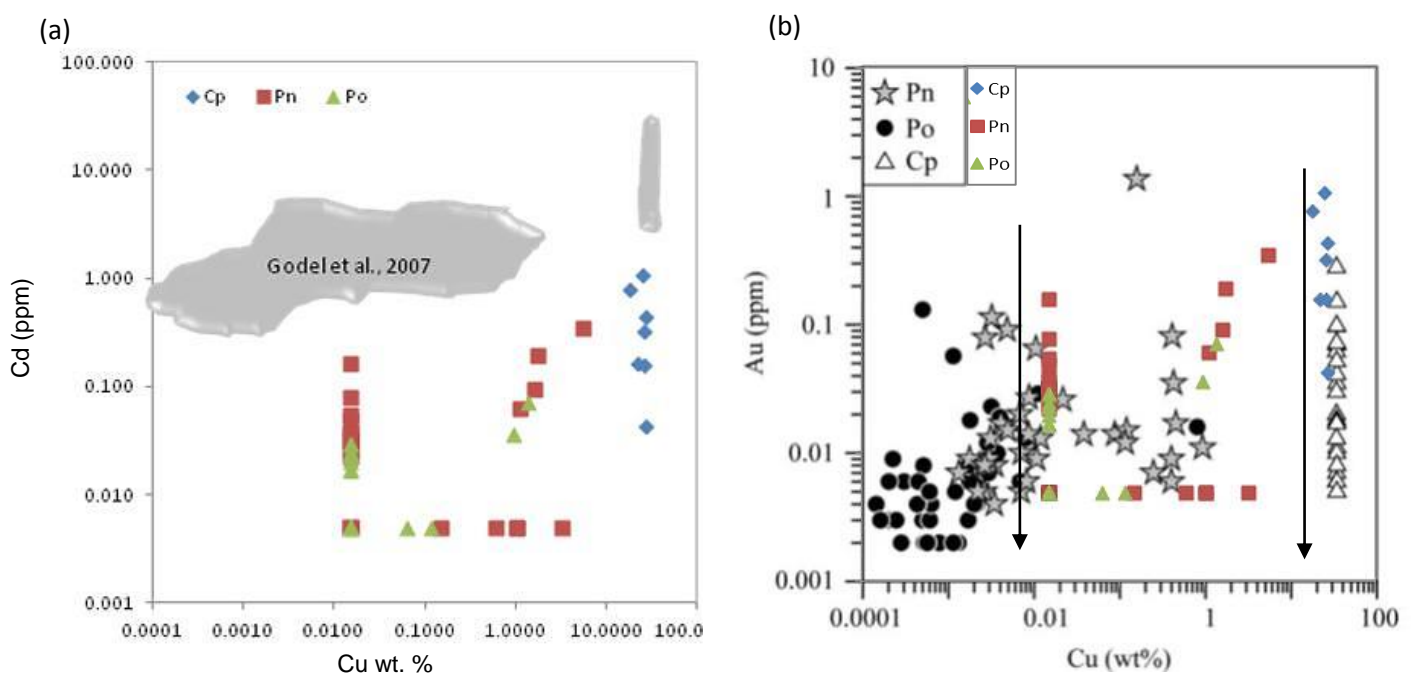 (a)
100.000
10.000
1.000
0.100
0.010
0.001
Cd (ppm)
Cp Pn Po
Godel et al., 2007
0.0001 0.0010 0.0100 0.1000 1.0000 10.0000 100.0
Cu wt. %
(b)
10
1
0.1
0.01
0.001
Au (ppm)
Pn
Po
Cp
Cp
Pn
Po
0.0001 0.01 1 100
Cu (wt%)